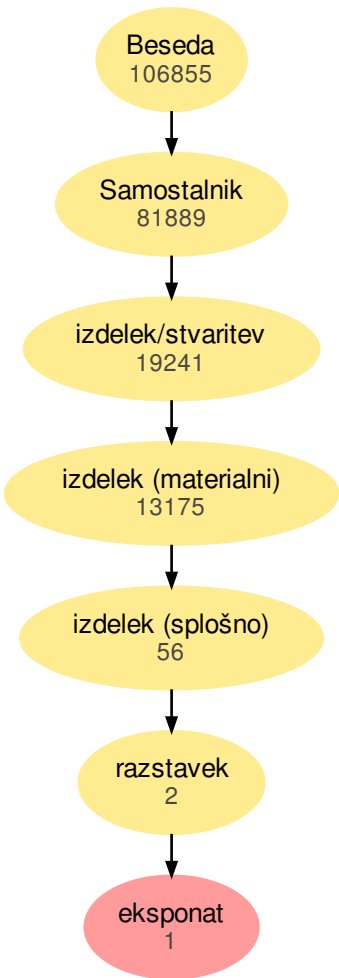 Beseda
106855
Samostalnik
81889
izdelek/stvaritev
19241
izdelek (materialni)
13175
izdelek (splošno)
56
razstavek
2
eksponat
1